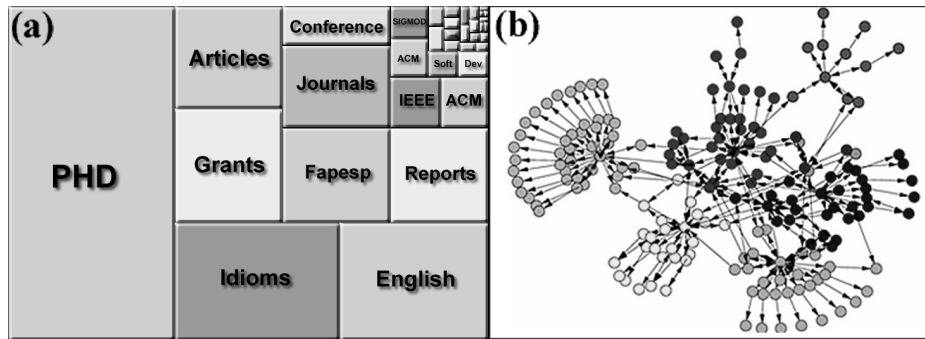 (a)
PHD
Articles
Grants
Conference
Journals
Fapesp
SIGMOD
ACM
Soft
Dev
IEEE
ACM
Reports
Idioms
English
(b)